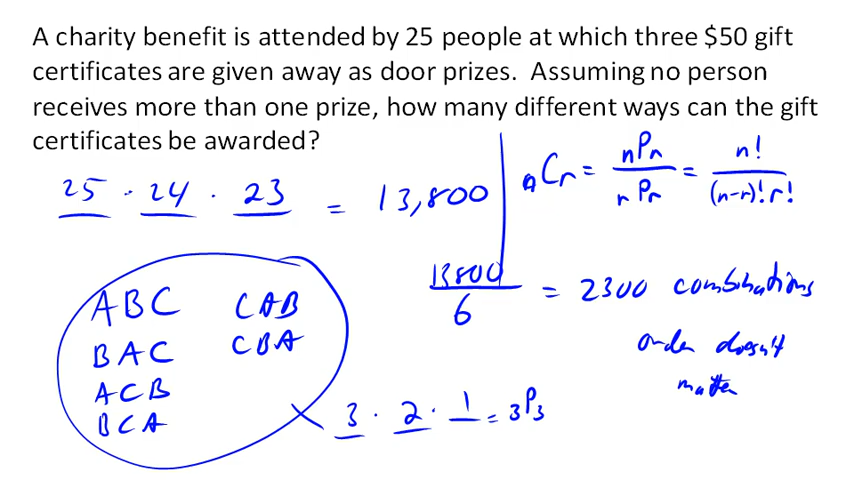 A charity benefit is attended by 25 people at which three $50 gift
certificates are given away as door prizes.  Assuming no person
receives more than one prize, how many different ways can the gift
certificates be awarded?
25 · 24 · 23 = 13,800
nCr = nPr / rPr = n! / (n-r)! r!
13800 / 6 = 2300 combinations
order doesn't
matter
ABC CAB
BAC CBA
ACB
BCA
3 · 2 · 1 = 3P3